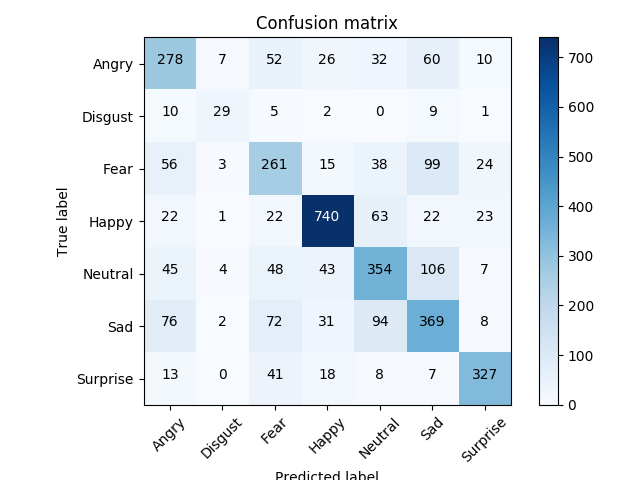 Confusion matrix
Angry 278 7 52 26 32 60 10
Disgust 10 29 5 2 0 9 1
Fear 56 3 261 15 38 99 24
Happy 22 1 22 740 63 22 23
Neutral 45 4 48 43 354 106 7
Sad 76 2 72 31 94 369 8
Surprise 13 0 41 18 8 7 327
True label
Angry Disgust Fear Happy Neutral Sad Surprise
Predicted label
700
600
500
400
300
200
100
0